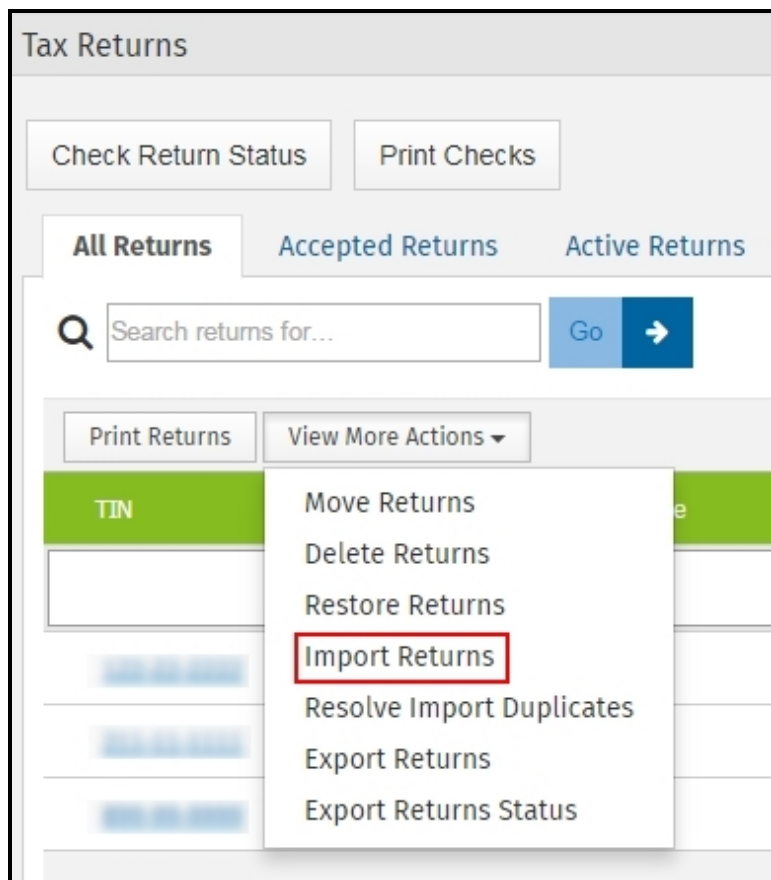 Tax Returns
Check Return Status Print Checks
All Returns Accepted Returns Active Returns
Search returns for... Go
Print Returns View More Actions
TIN e
Move Returns
Delete Returns
Restore Returns
Import Returns
Resolve Import Duplicates
Export Returns
Export Returns Status